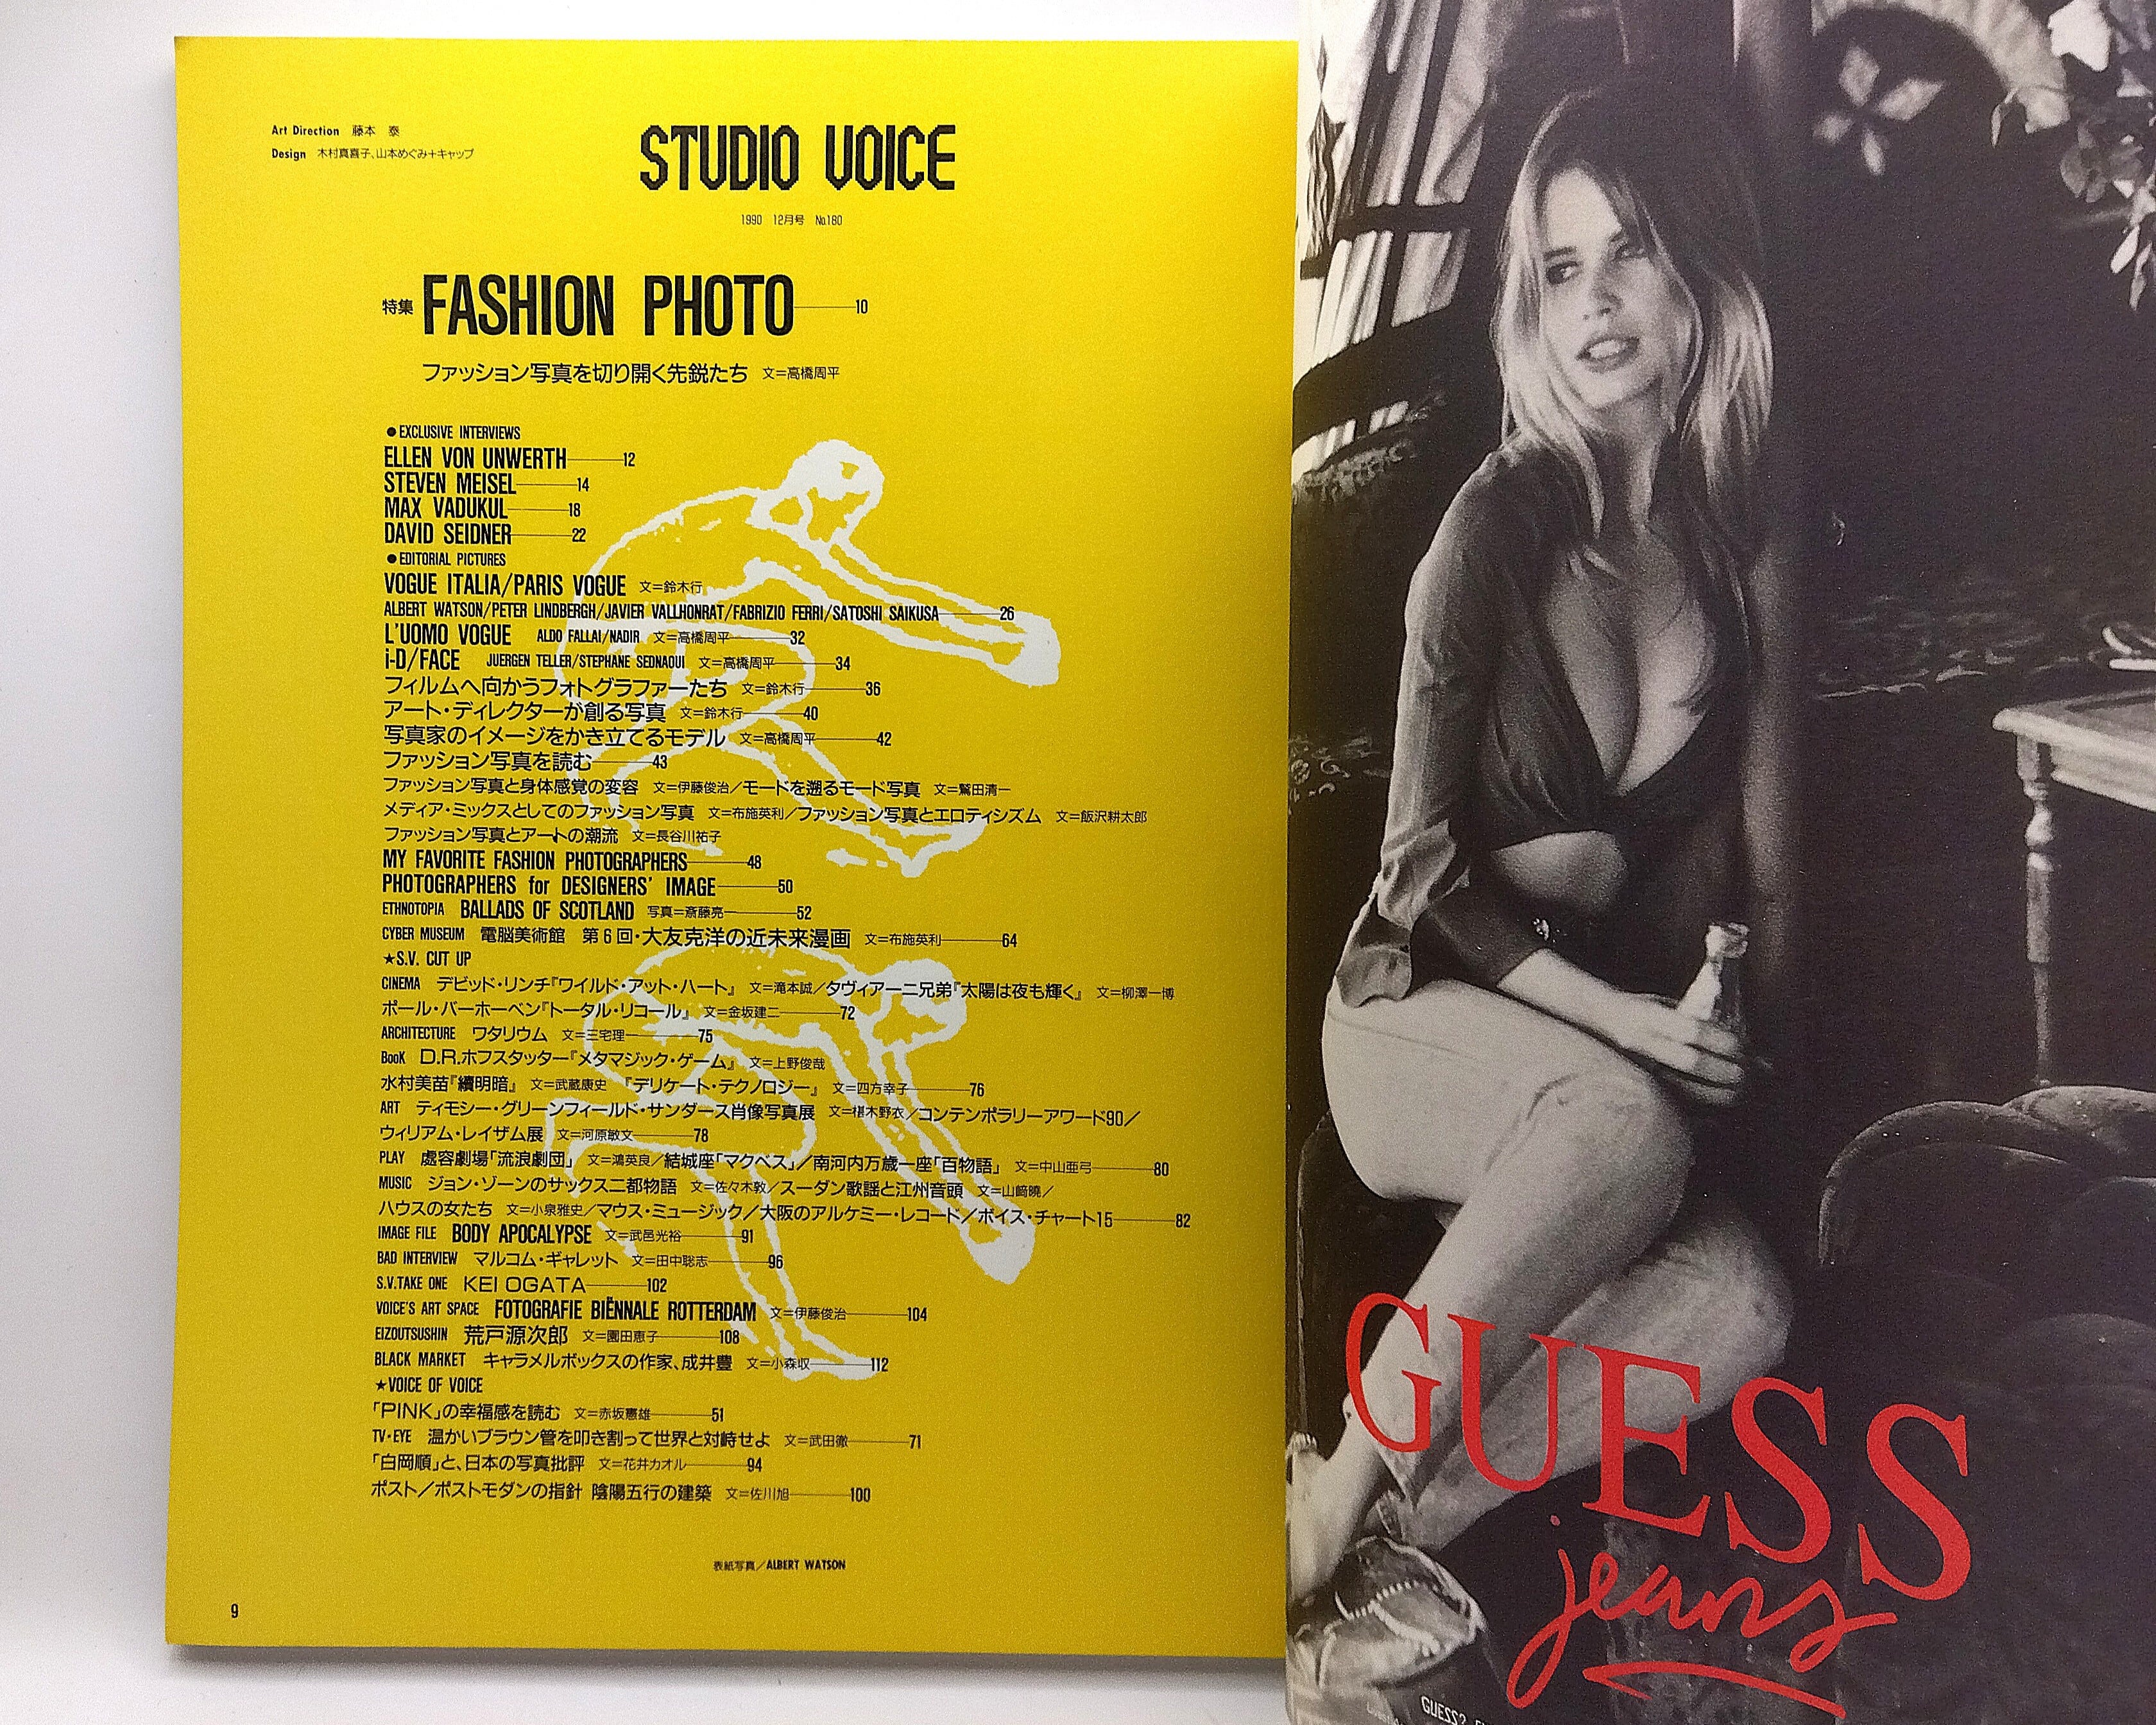 Art Direction　藤本　泰
Design　木村真喜子、山本めぐみ+キャップ
STUDIO VOICE
1990　12月号　No.180
特集 FASHION PHOTO 10
ファッション写真を切り開く先鋭たち　文=高橋周平
●EXCLUSIVE INTERVIEWS
ELLEN VON UNWERTH 12
STEVEN MEISEL 14
MAX VADUKUL 18
DAVID SEIDNER 22
●EDITORIAL PICTURES
VOGUE ITALIA/PARIS VOGUE　文=鈴木行
ALBERT WATSON/PETER LINDBERGH/JAVIER VALLHONRAT/FABRIZIO FERRI/SATOSHI SAIKUSA 26
L'UOMO VOGUE　ALDO FALLAI/NADIR　文=高橋周平 32
i-D/FACE　JUERGEN TELLER/STEPHANE SEDNAOUI　文=高橋周平 34
フィルムへ向かうフォトグラファーたち　文=鈴木行 36
アート・ディレクターが創る写真　文=鈴木行 40
写真家のイメージをかき立てるモデル　文=高橋周平 42
ファッション写真を読む 43
ファッション写真と身体感覚の変容　文=伊藤俊治／モードを遡るモード写真　文=鷲田清一
メディア・ミックスとしてのファッション写真　文=布施英利／ファッション写真とエロティシズム　文=飯沢耕太郎
ファッション写真とアートの潮流　文=長谷川祐子
MY FAVORITE FASHION PHOTOGRAPHERS 48
PHOTOGRAPHERS for DESIGNERS' IMAGE 50
ETHNOTOPIA　BALLADS OF SCOTLAND　写真=斎藤亮一 52
CYBER MUSEUM　電脳美術館　第6回・大友克洋の近未来漫画　文=布施英利 64
★S.V. CUT UP
CINEMA　デビッド・リンチ『ワイルド・アット・ハート』　文=滝本誠／タヴィアーニ兄弟『太陽は夜も輝く』　文=柳澤一博
ポール・バーホーベン『トータル・リコール』　文=金坂建二 72
ARCHITECTURE　ワタリウム　文=三宅理一 75
BooK　D.R.ホフスタッター『メタマジック・ゲーム』　文=上野俊哉
水村美苗『續明暗』　文=武蔵康史　『デリケート・テクノロジー』　文=四方幸子 76
ART　ティモシー・グリーンフィールド・サンダース肖像写真展　文=椹木野衣／コンテンポラリーアワード90／
ウィリアム・レイザム展　文=河原敏文 78
PLAY　處容劇場「流浪劇団」　文=鴻英良／結城座「マクベス」／南河内万歳一座「百物語」　文=中山亜弓 80
MUSIC　ジョン・ゾーンのサックス二都物語　文=佐々木敦／スーダン歌謡と江州音頭　文=山﨑曉／
ハウスの女たち　文=小泉雅史／マウス・ミュージック／大阪のアルケミー・レコード／ボイス・チャート15 82
IMAGE FILE　BODY APOCALYPSE　文=武邑光裕 91
BAD INTERVIEW　マルコム・ギャレット　文=田中聡志 96
S.V.TAKE ONE　KEI OGATA 102
VOICE'S ART SPACE　FOTOGRAFIE BIËNNALE ROTTERDAM　文=伊藤俊治 104
EIZOUTSUSHIN　荒戸源次郎　文=園田恵子 108
BLACK MARKET　キャラメルボックスの作家、成井豊　文=小森収 112
★VOICE OF VOICE
「PINK」の幸福感を読む　文=赤坂憲雄 51
TV・EYE　温かいブラウン管を叩き割って世界と対峙せよ　文=武田徹 71
「白岡順」と、日本の写真批評　文=花井カオル 94
ポスト／ポストモダンの指針 陰陽五行の建築　文=佐川旭 100
表紙写真／ALBERT WATSON
9
GUESS
jeans
GUESS?